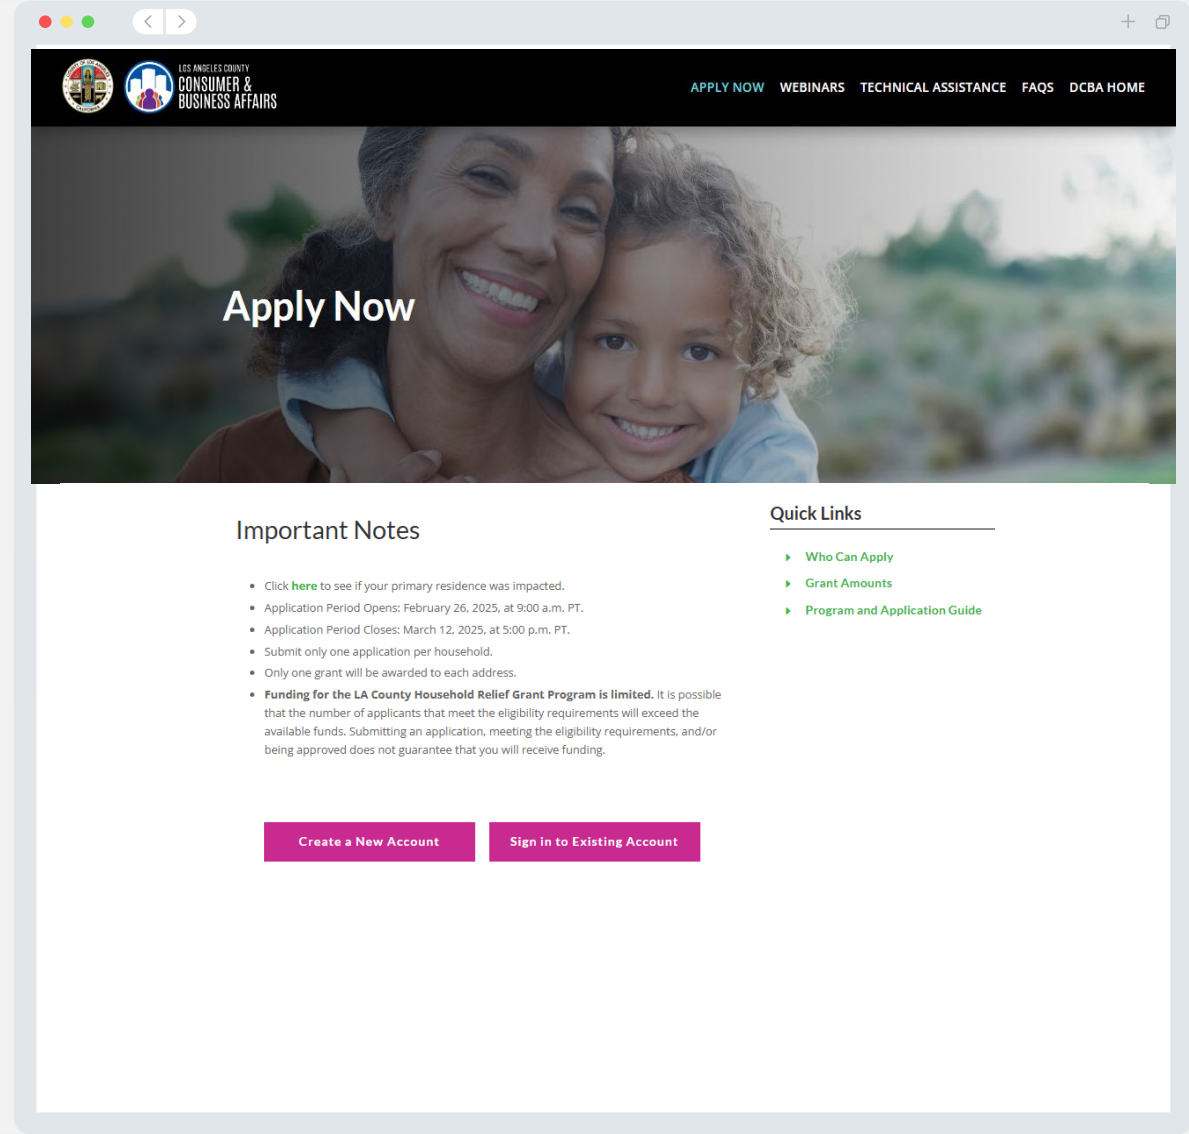 LOS ANGELES COUNTY
CONSUMER &
BUSINESS AFFAIRS
APPLY NOW WEBINARS TECHNICAL ASSISTANCE FAQS DCBA HOME
Apply Now
Important Notes
Click here to see if your primary residence was impacted.
Application Period Opens: February 26, 2025, at 9:00 a.m. PT.
Application Period Closes: March 12, 2025, at 5:00 p.m. PT.
Submit only one application per household.
Only one grant will be awarded to each address.
Funding for the LA County Household Relief Grant Program is limited. It is possible
that the number of applicants that meet the eligibility requirements will exceed the
available funds. Submitting an application, meeting the eligibility requirements, and/or
being approved does not guarantee that you will receive funding.
Create a New Account
Sign in to Existing Account
Quick Links
Who Can Apply
Grant Amounts
Program and Application Guide